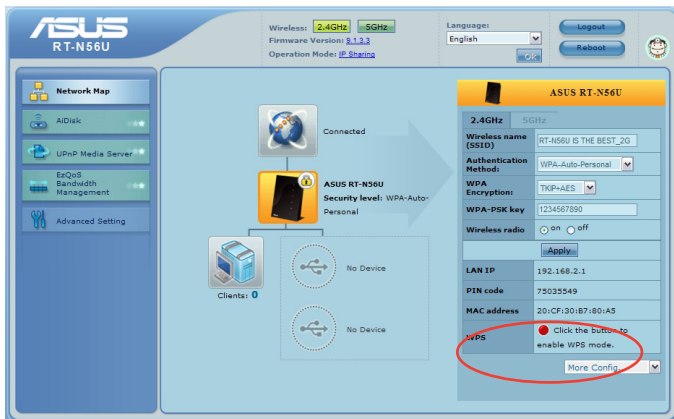 ASUS
RT-N56U
Wireless: 2.4GHz 5GHz
Firmware Version: 9.1.3.3
Operation Mode: IP Sharing
Language:
English
OK
Logout
Reboot
Network Map
AiDisk
UPnP Media Server
EzQoS
Bandwidth
Management
Advanced Setting
Connected
ASUS RT-N56U
Security level: WPA-Auto-
Personal
Clients: 0
No Device
No Device
ASUS RT-N56U
2.4GHz 5GHz
Wireless name
(SSID)
RT-N56U IS THE BEST_2G
Authentication
Method:
WPA-Auto-Personal
WPA
Encryption:
TKIP+AES
WPA-PSK key
1234567890
Wireless radio
on off
Apply
LAN IP
192.168.2.1
PIN code
75035549
MAC address
20:CF:30:B7:80:A5
WPS
Click the button to
enable WPS mode.
More Config.